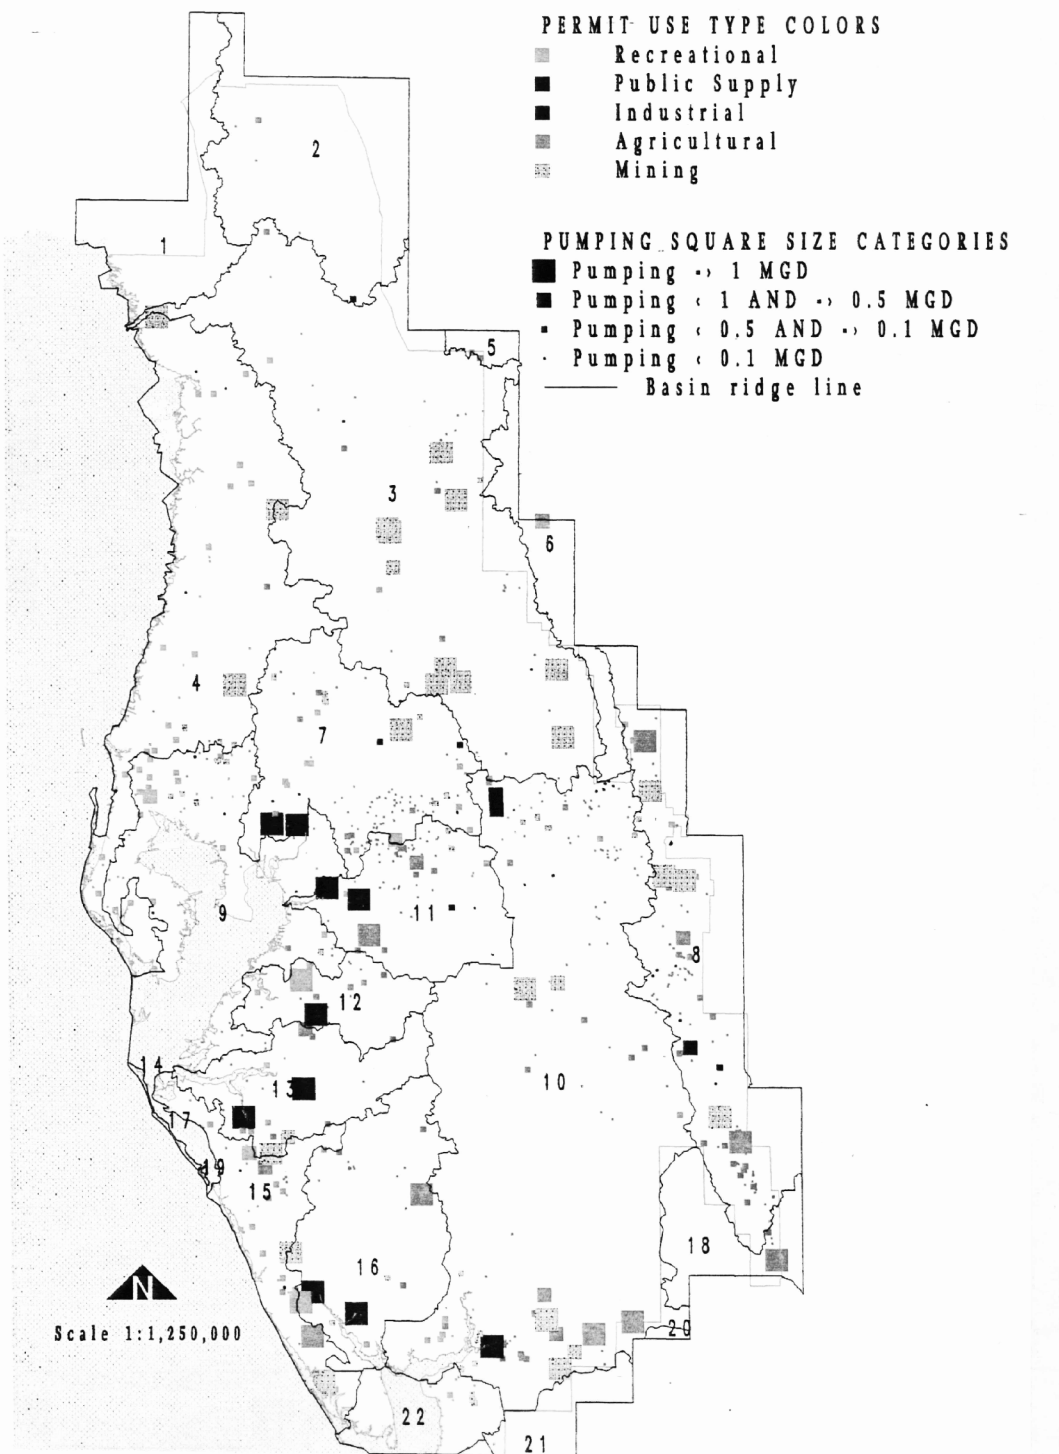 PERMIT USE TYPE COLORS
Recreational
Public Supply
Industrial
Agricultural
Mining
PUMPING SQUARE SIZE CATEGORIES
Pumping -> 1 MGD
Pumping < 1 AND -> 0.5 MGD
Pumping < 0.5 AND -> 0.1 MGD
Pumping < 0.1 MGD
Basin ridge line
2
1
5
3
6
4
7
9
11
8
12
10
14
13
17
19
15
18
16
20
22
21
N
Scale 1:1,250,000